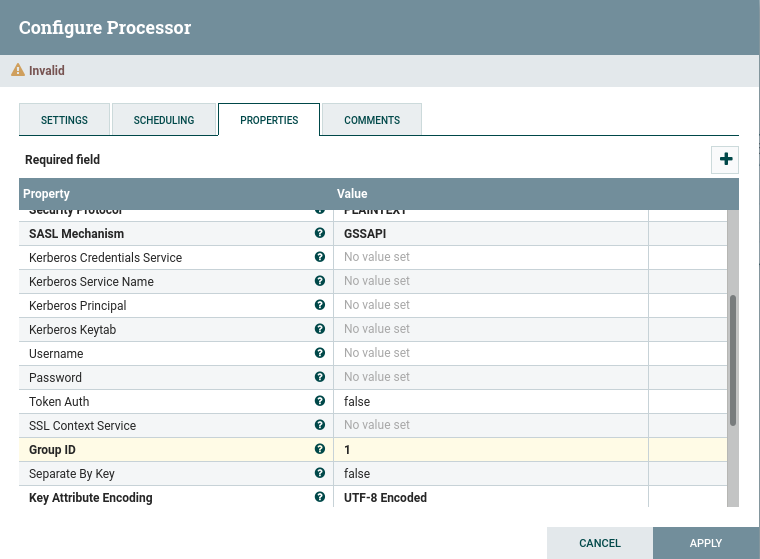 Configure Processor
Invalid
SETTINGS SCHEDULING PROPERTIES COMMENTS
Required field
Property Value
Security Protocol PLAINTEXT
SASL Mechanism GSSAPI
Kerberos Credentials Service No value set
Kerberos Service Name No value set
Kerberos Principal No value set
Kerberos Keytab No value set
Username No value set
Password No value set
Token Auth false
SSL Context Service No value set
Group ID 1
Separate By Key false
Key Attribute Encoding UTF-8 Encoded
CANCEL APPLY